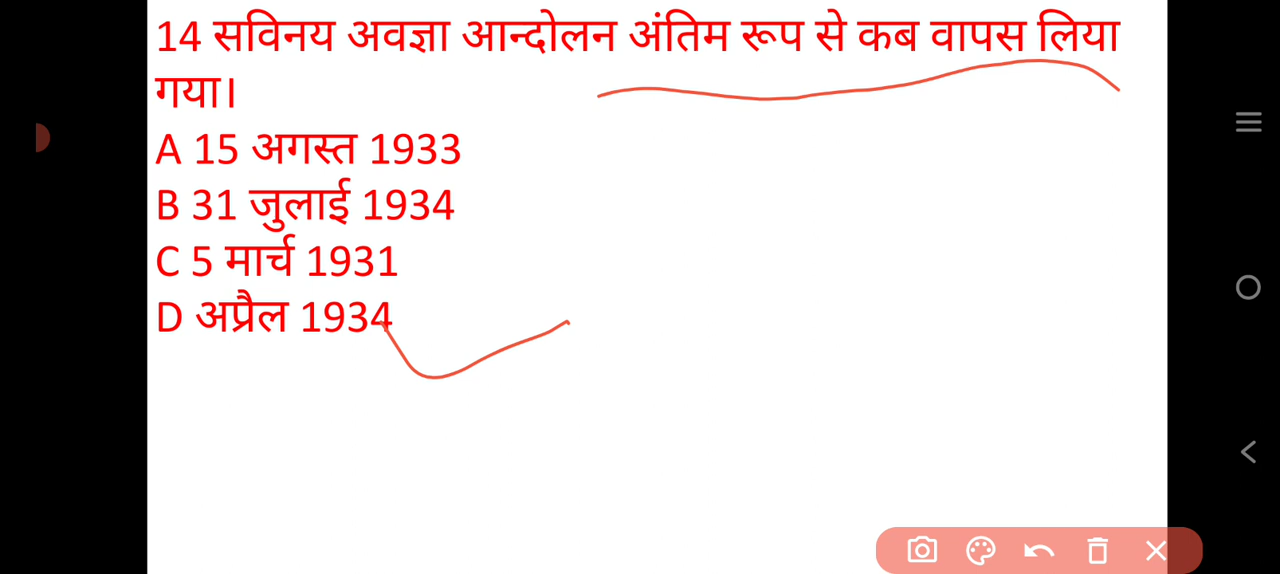 14 सविनय अवज्ञा आन्दोलन अंतिम रूप से कब वापस लिया
गया।
A 15 अगस्त 1933
B 31 जुलाई 1934
C 5 मार्च 1931
D अप्रैल 1934